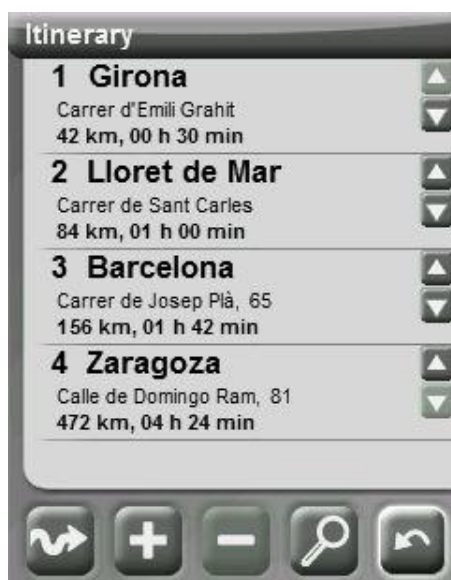 Itinerary
1 Girona
Carrer d'Emili Grahit
42 km, 00 h 30 min
2 Lloret de Mar
Carrer de Sant Carles
84 km, 01 h 00 min
3 Barcelona
Carrer de Josep Plà, 65
156 km, 01 h 42 min
4 Zaragoza
Calle de Domingo Ram, 81
472 km, 04 h 24 min